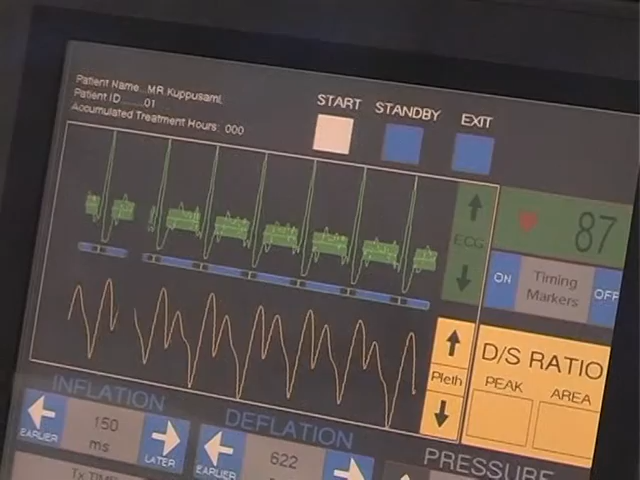 Patient Name...MR.Kuppusami,
Patient ID.......01
Accumulated Treatment Hours: 000
START STANDBY EXIT
ECG
87
ON Timing Markers OFF
D/S RATIO
PEAK AREA
Pleth
INFLATION
EARLIER 150 ms LATER
DEFLATION
EARLIER 622
PRESSURE